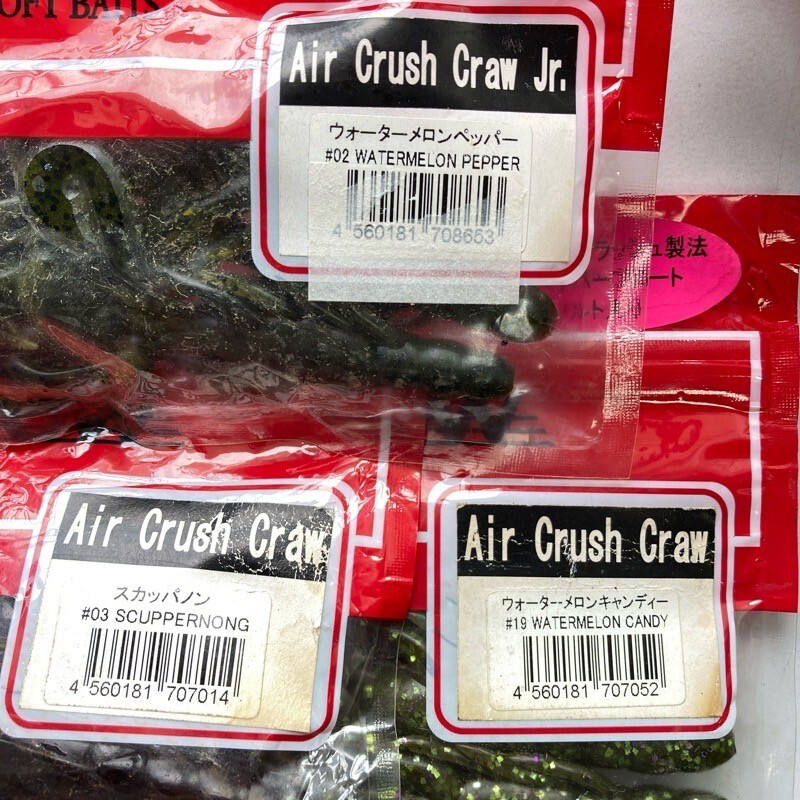 SOFT BAITS
Air Crush Craw Jr.
ウォーターメロンペッパー
#02 WATERMELON PEPPER
4 560181 708653
製法
Air Crush Craw
スカッパノン
#03 SCUPPERNONG
4 560181 707014
Air Crush Craw
ウォーターメロンキャンディー
#19 WATERMELON CANDY
4 560181 707052